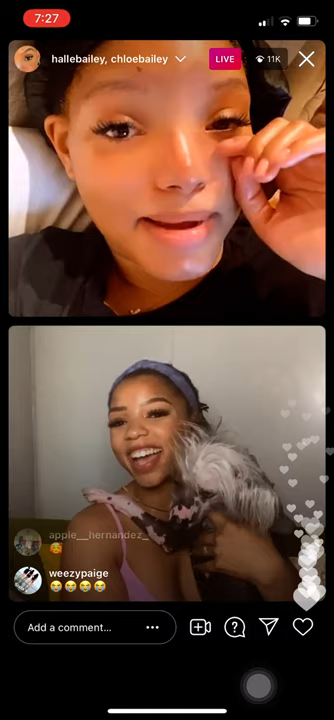 7:27
hallebailey, chloebailey
LIVE
11K
apple__hernandez_
🥰
weezypaige
😭😭😭😭
Add a comment...